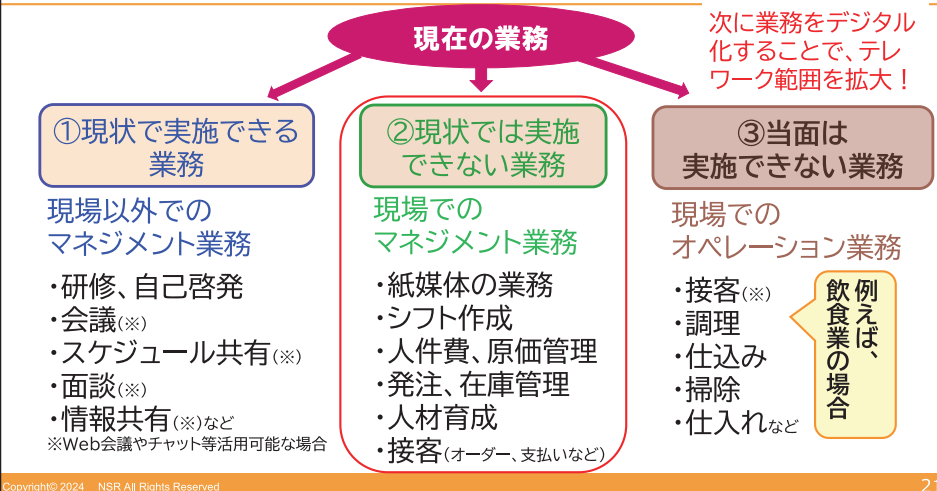 現在の業務
次に業務をデジタル
化することで、テレ
ワーク範囲を拡大！
①現状で実施できる
業務
現場以外での
マネジメント業務
・研修、自己啓発
・会議(※)
・スケジュール共有(※)
・面談(※)
・情報共有(※)など
※Web会議やチャット等活用可能な場合
②現状では実施
できない業務
現場での
マネジメント業務
・紙媒体の業務
・シフト作成
・人件費、原価管理
・発注、在庫管理
・人材育成
・接客(オーダー、支払いなど)
③当面は
実施できない業務
現場での
オペレーション業務
・接客(※)
・調理
・仕込み
・掃除
・仕入れなど
例えば、
飲食業の場合
Copyright© 2024 NSR All Rights Reserved